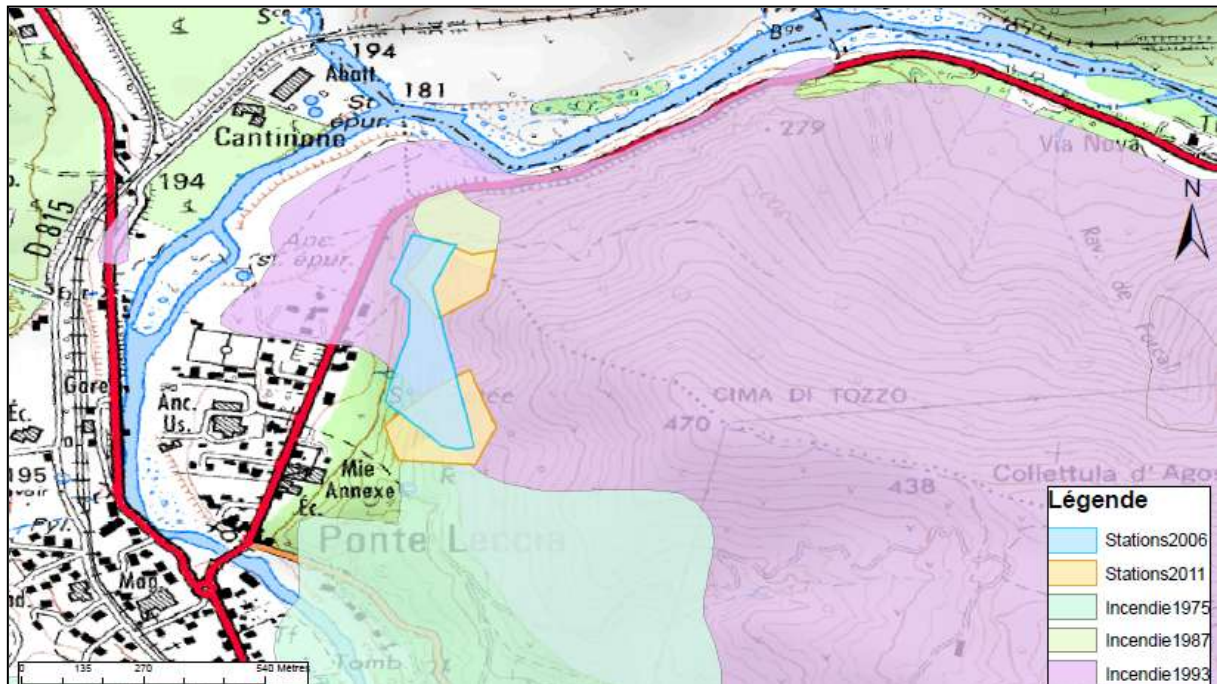 Sce
194
Abatt.
181
Bge
St
épur.
Cantinone
279
Via Nova
194
N
D 815
Anc.
St. épur.
Rav. de
Gare
CIMA DI TOZZO
Anc.
Us.
Éc.
470
195
Mie
Annexe
438
Collettula d' Agos
Éc.
Ponte Leccia
Mag.
Tomb.
Légende
Stations2006
Stations2011
Incendie1975
Incendie1987
Incendie1993
0 135 270 540 Mètres